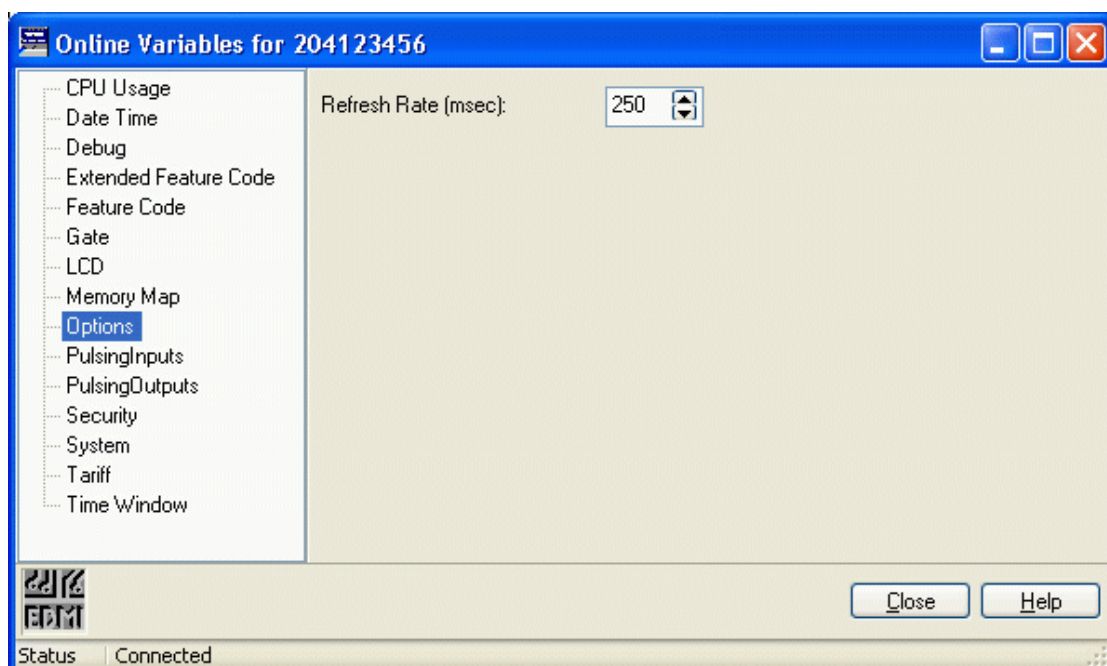 Online Variables for 204123456
CPU Usage
Date Time
Debug
Extended Feature Code
Feature Code
Gate
LCD
Memory Map
Options
PulsingInputs
PulsingOutputs
Security
System
Tariff
Time Window
Refresh Rate (msec): 250
EDMI
Close Help
Status Connected